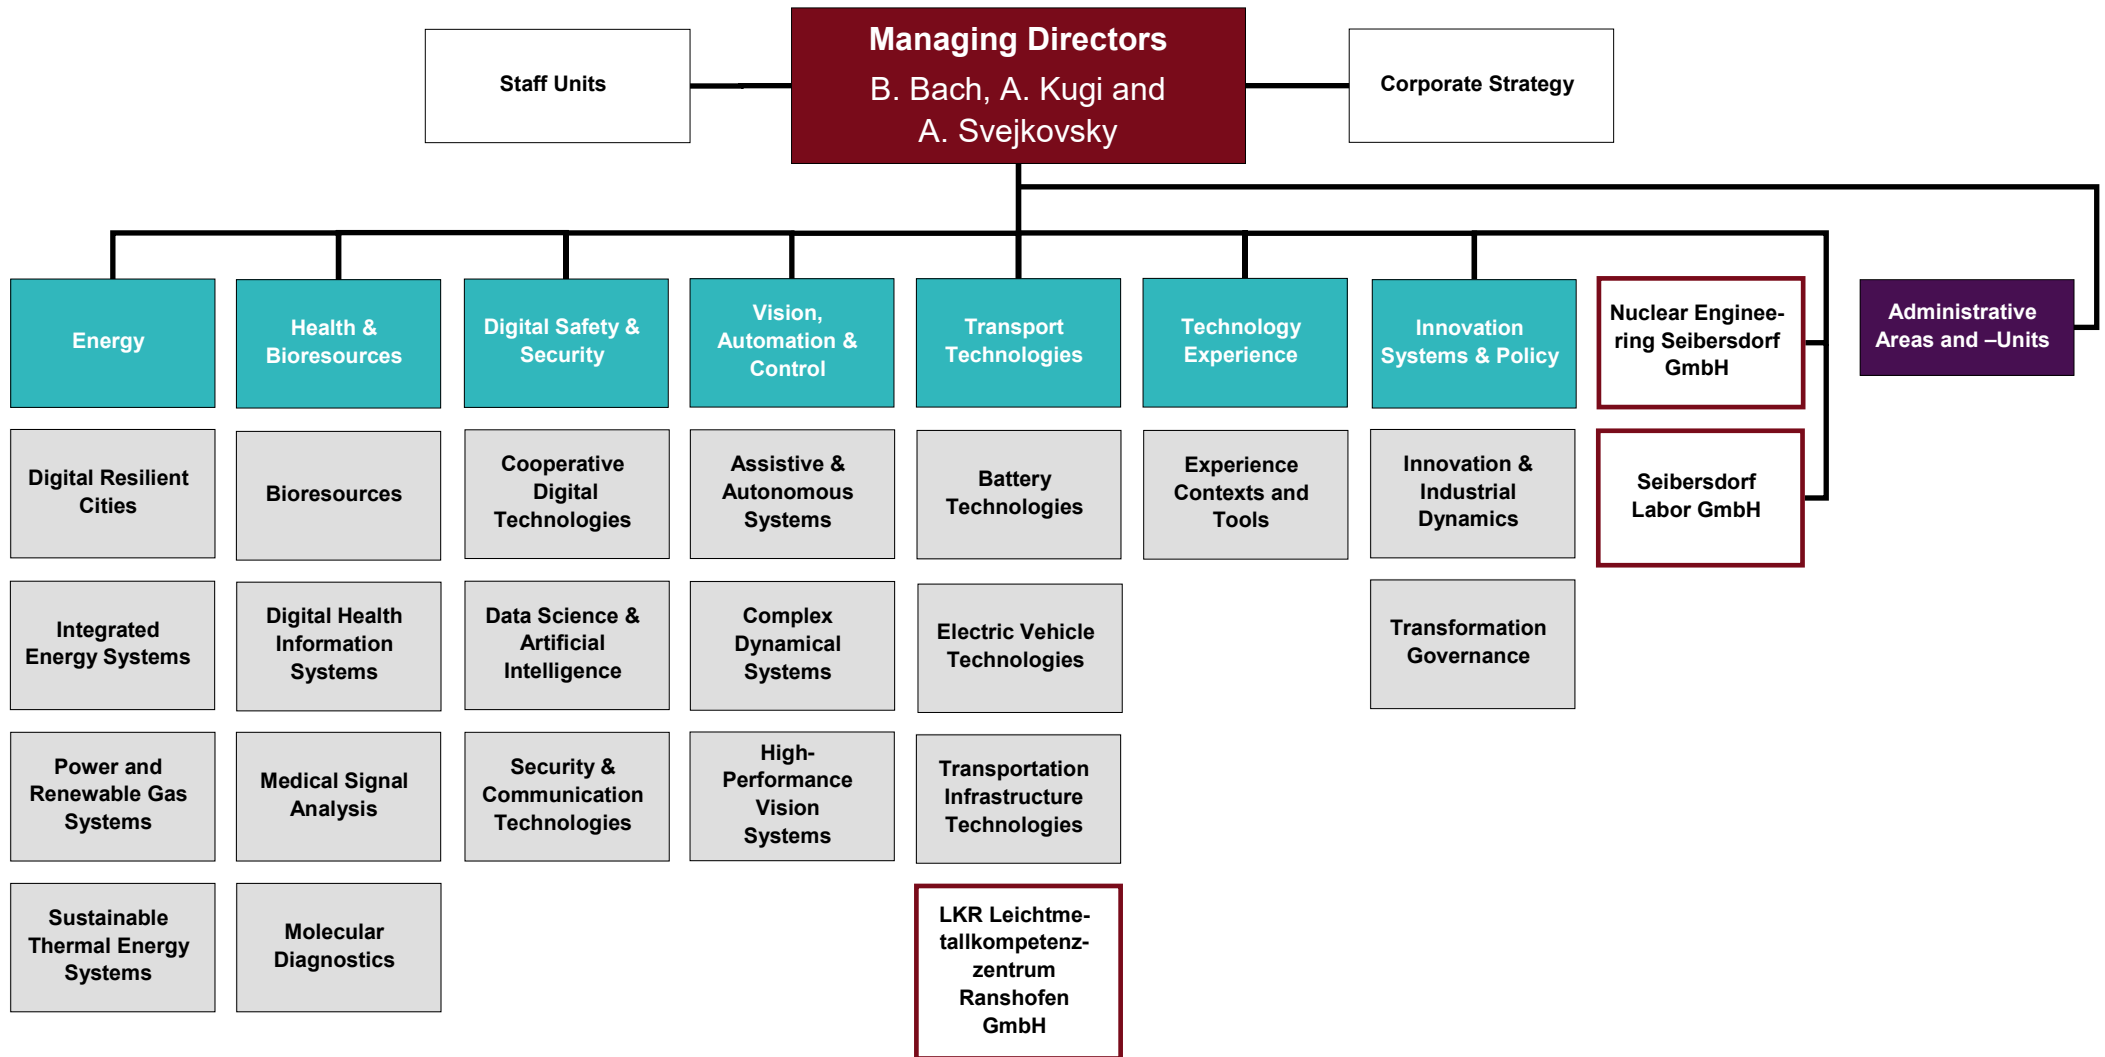 Managing Directors
B. Bach, A. Kugi and
A. Svejkovsky
Staff Units
Corporate Strategy
Energy
Health &
Bioresources
Digital Safety &
Security
Vision,
Automation &
Control
Transport
Technologies
Technology
Experience
Innovation
Systems & Policy
Nuclear Enginee-
ring Seibersdorf
GmbH
Administrative
Areas and –Units
Digital Resilient
Cities
Bioresources
Cooperative
Digital
Technologies
Assistive &
Autonomous
Systems
Battery
Technologies
Experience
Contexts and
Tools
Innovation &
Industrial
Dynamics
Seibersdorf
Labor GmbH
Integrated
Energy Systems
Digital Health
Information
Systems
Data Science &
Artificial
Intelligence
Complex
Dynamical
Systems
Electric Vehicle
Technologies
Transformation
Governance
Power and
Renewable Gas
Systems
Medical Signal
Analysis
Security &
Communication
Technologies
High-
Performance
Vision
Systems
Transportation
Infrastructure
Technologies
Sustainable
Thermal Energy
Systems
Molecular
Diagnostics
LKR Leichtme-
tallkompetenz-
zentrum
Ranshofen
GmbH